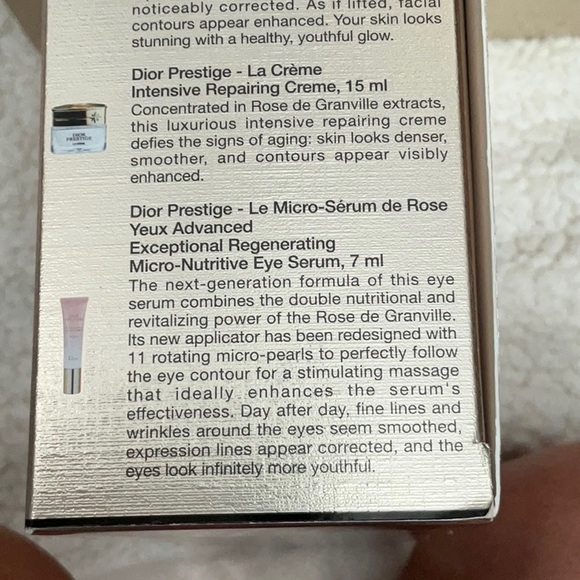 noticeably corrected. As if lifted, facial
contours appear enhanced. Your skin looks
stunning with a healthy, youthful glow.
Dior Prestige - La Crème
Intensive Repairing Creme, 15 ml
Concentrated in Rose de Granville extracts,
this luxurious intensive repairing creme
defies the signs of aging: skin looks denser,
smoother, and contours appear visibly
enhanced.
Dior Prestige - Le Micro-Sérum de Rose
Yeux Advanced
Exceptional Regenerating
Micro-Nutritive Eye Serum, 7 ml
The next-generation formula of this eye
serum combines the double nutritional and
revitalizing power of the Rose de Granville.
Its new applicator has been redesigned with
11 rotating micro-pearls to perfectly follow
the eye contour for a stimulating massage
that ideally enhances the serum's
effectiveness. Day after day, fine lines and
wrinkles around the eyes seem smoothed,
expression lines appear corrected, and the
eyes look infinitely more youthful.